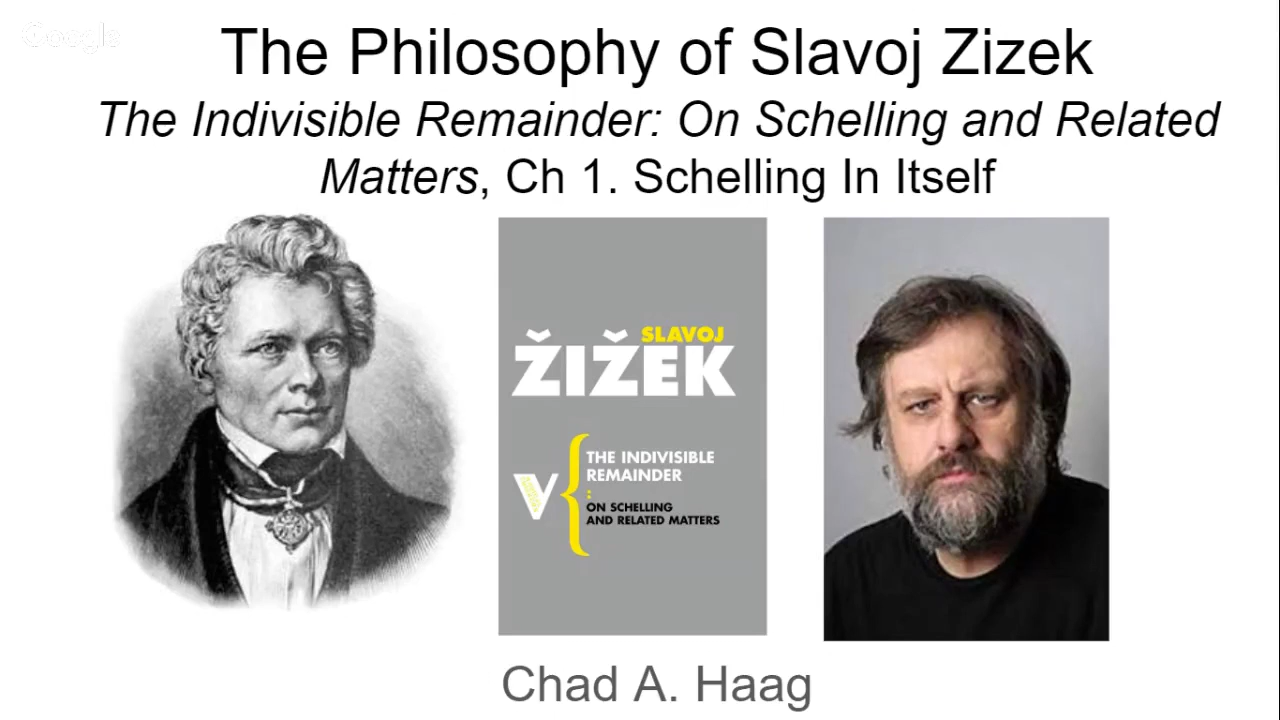 Google
The Philosophy of Slavoj Zizek
The Indivisible Remainder: On Schelling and Related
Matters, Ch 1. Schelling In Itself
SLAVOJ
ŽIŽEK
THE INDIVISIBLE
REMAINDER
:
ON SCHELLING
AND RELATED MATTERS
V
Chad A. Haag